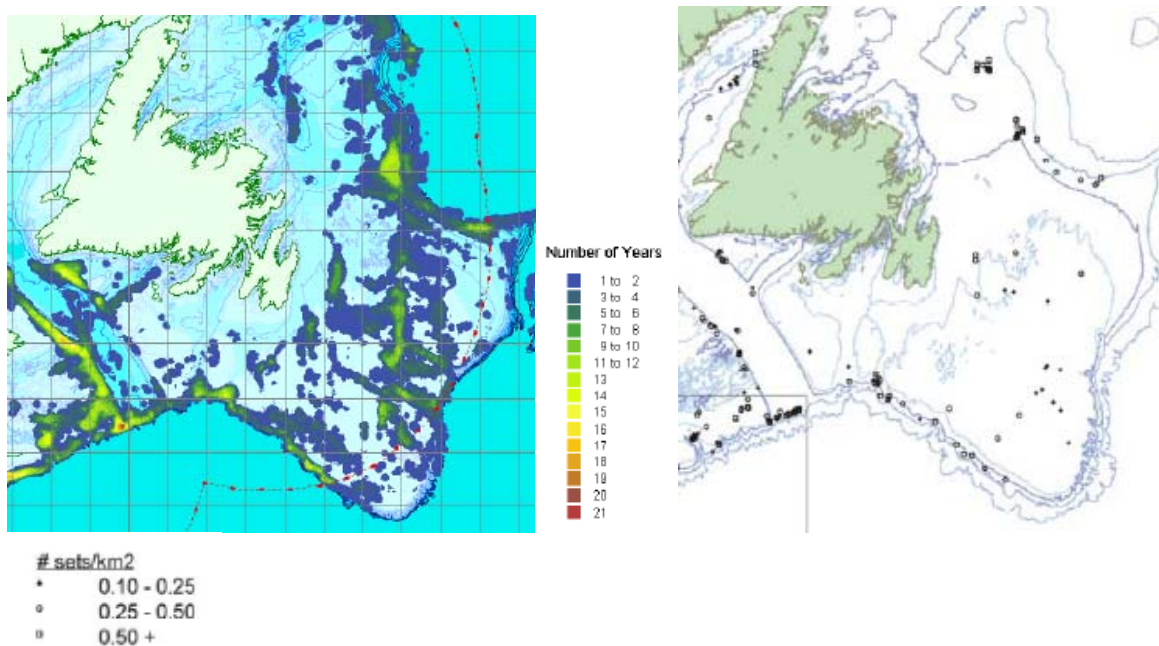 Number of Years
1 to 2
3 to 4
5 to 6
7 to 8
9 to 10
11 to 12
13
14
15
16
17
18
19
20
21
# sets/km2
0.10 - 0.25
0.25 - 0.50
0.50 +